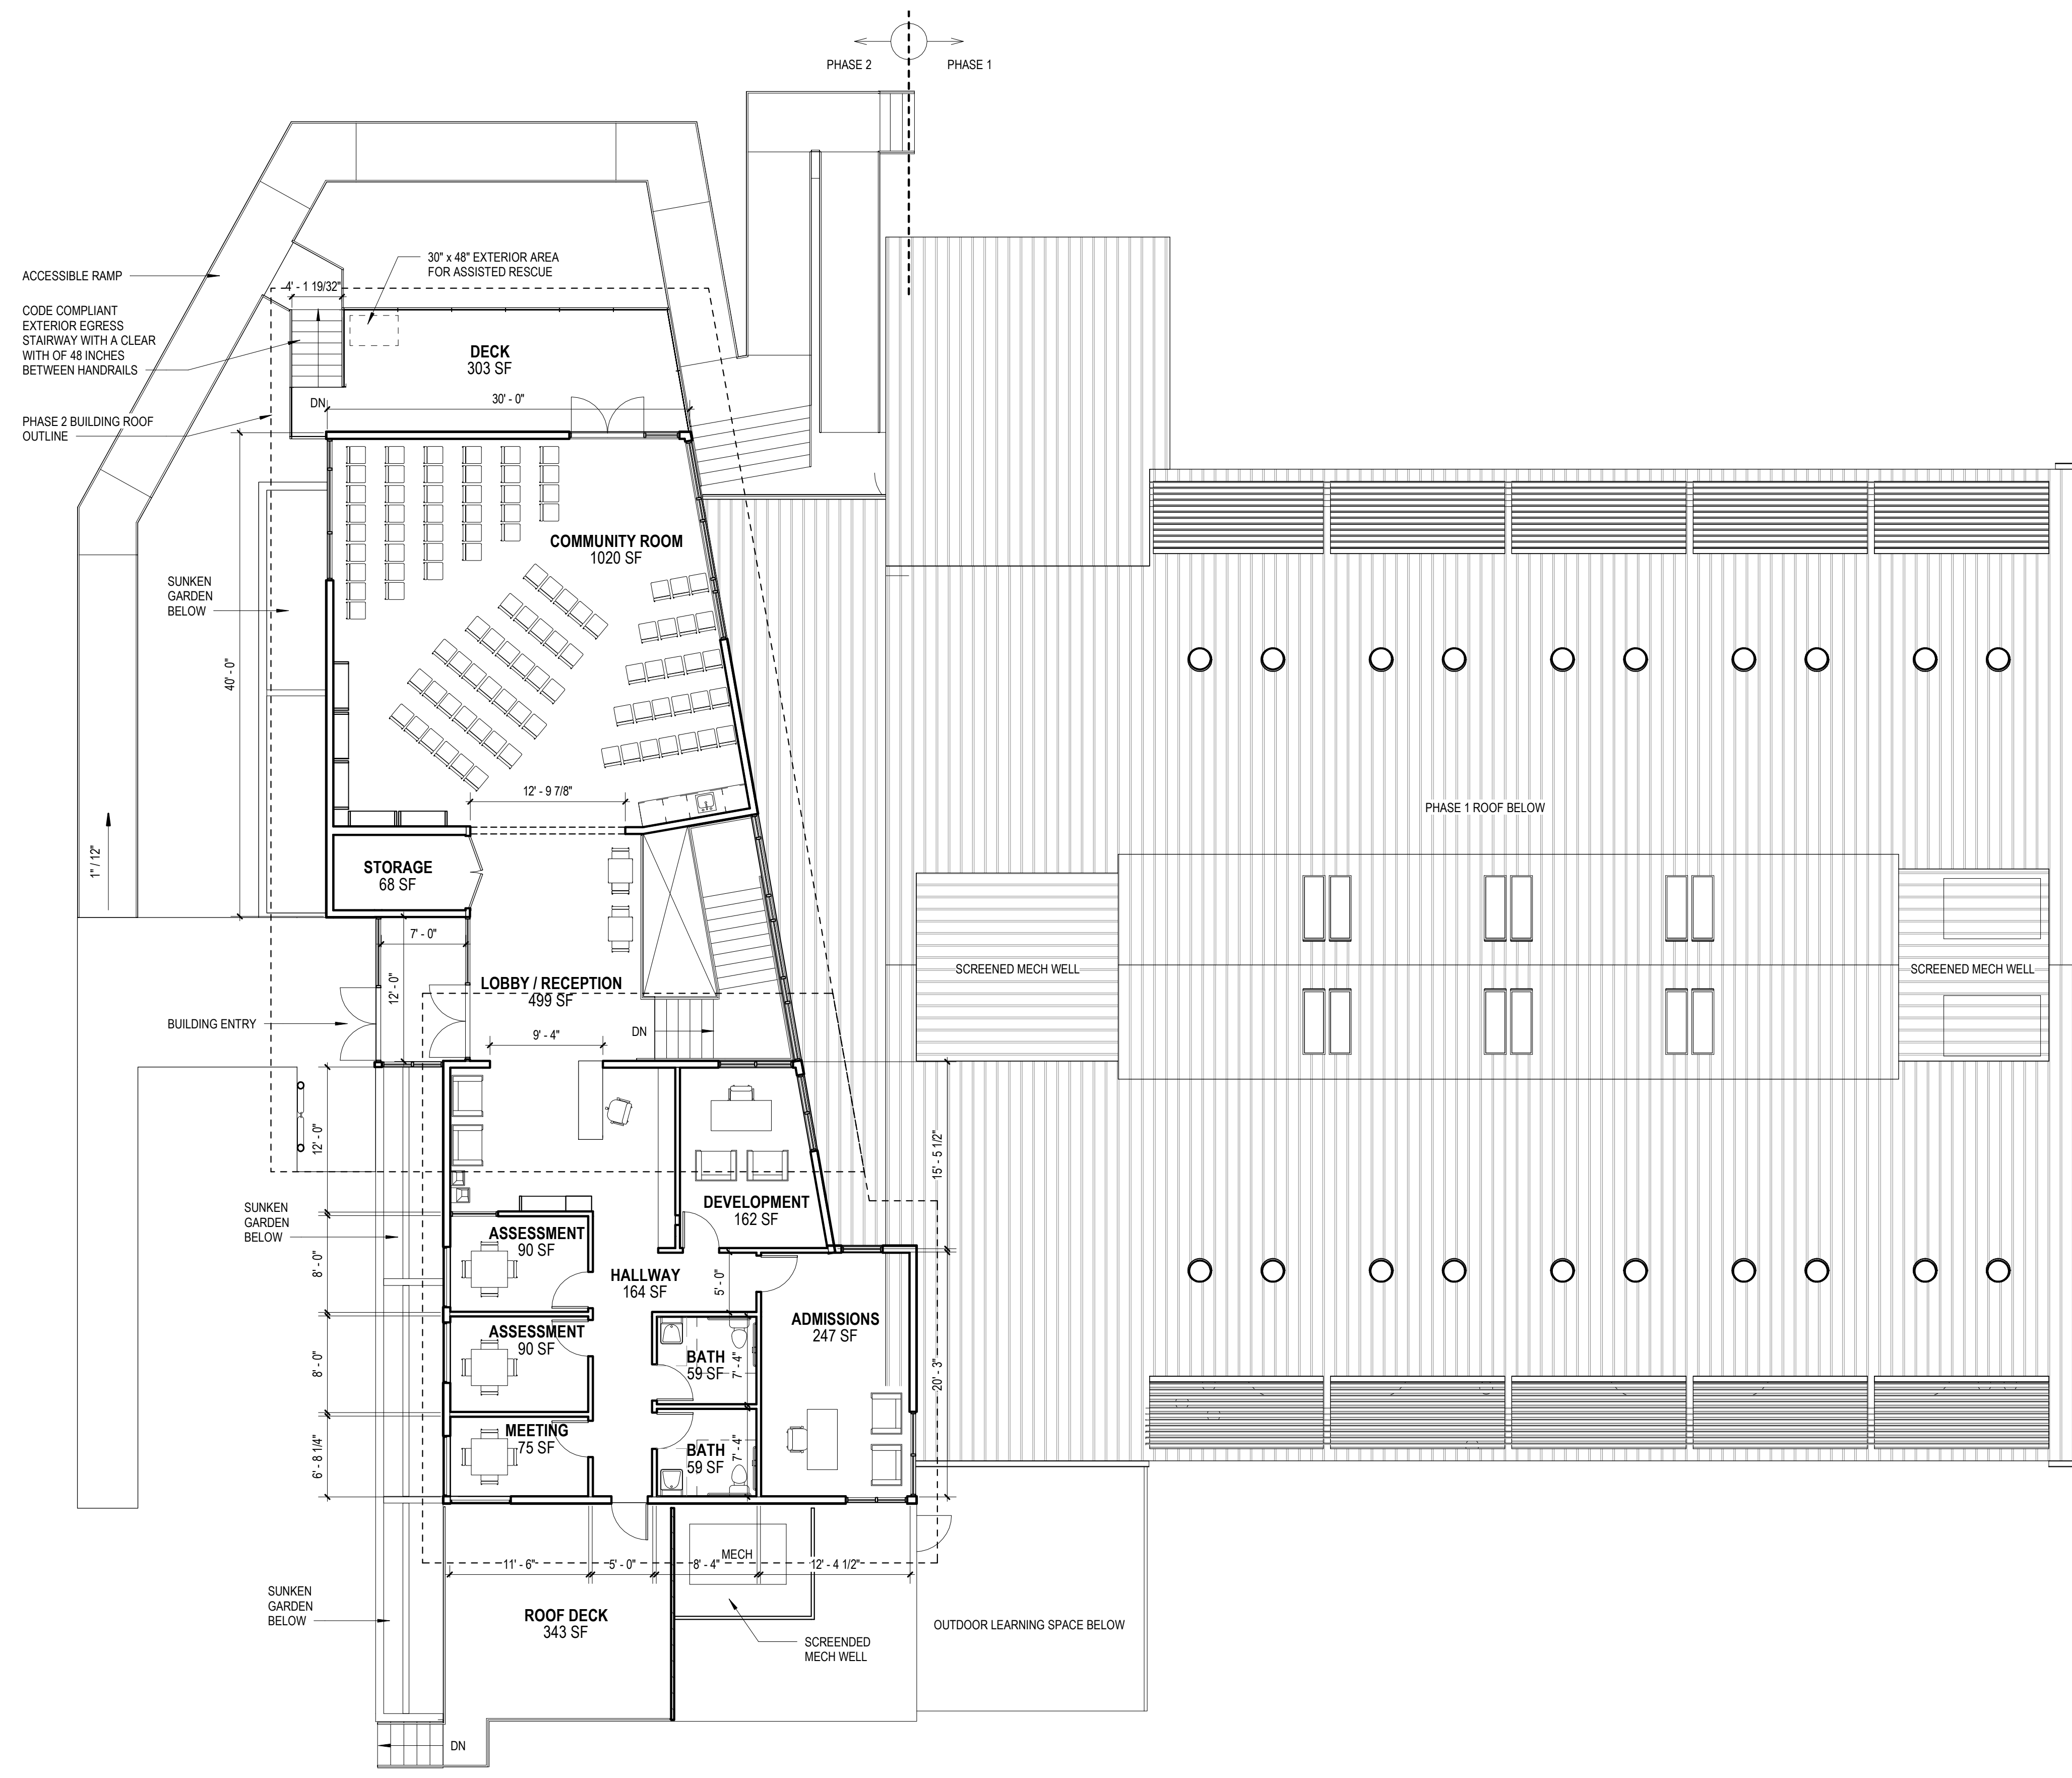 PHASE 2
PHASE 1
ACCESSIBLE RAMP
30" x 48" EXTERIOR AREA
FOR ASSISTED RESCUE
4' - 1 19/32"
CODE COMPLIANT
EXTERIOR EGRESS
STAIRWAY WITH A CLEAR
WITH OF 48 INCHES
BETWEEN HANDRAILS
DECK
303 SF
DN
30' - 0"
PHASE 2 BUILDING ROOF
OUTLINE
COMMUNITY ROOM
1020 SF
SUNKEN
GARDEN
BELOW
40' - 0"
12' - 9 7/8"
PHASE 1 ROOF BELOW
1" / 12"
STORAGE
68 SF
7' - 0"
12' - 0"
LOBBY / RECEPTION
499 SF
SCREENED MECH WELL
SCREENED MECH WELL
BUILDING ENTRY
DN
9' - 4"
12' - 0"
15' - 5 1/2"
DEVELOPMENT
162 SF
SUNKEN
GARDEN
BELOW
ASSESSMENT
90 SF
8' - 0"
HALLWAY
164 SF
5' - 0"
ADMISSIONS
247 SF
ASSESSMENT
90 SF
8' - 0"
BATH
59 SF
7' - 4"
20' - 3"
MEETING
75 SF
6' - 8 1/4"
BATH
59 SF
7' - 4"
MECH
11' - 6"
5' - 0"
8' - 4"
12' - 4 1/2"
SUNKEN
GARDEN
BELOW
ROOF DECK
343 SF
OUTDOOR LEARNING SPACE BELOW
SCREENDED
MECH WELL
DN